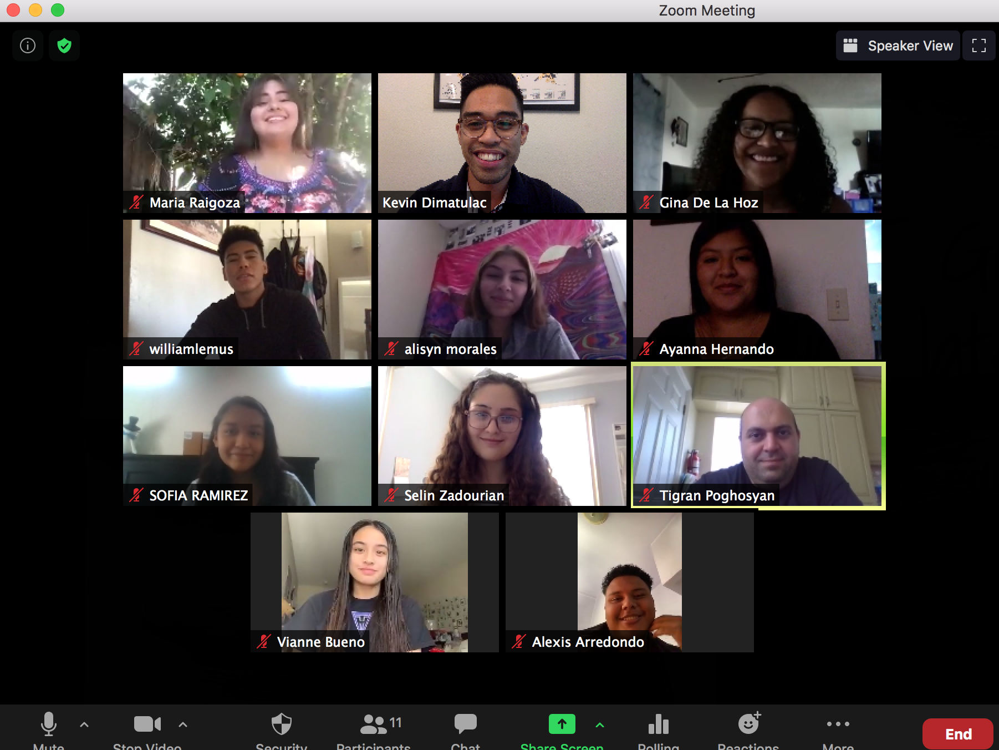 Zoom Meeting
Speaker View
Maria Raigoza
Kevin Dimatulac
Gina De La Hoz
williamlemus
alisyn morales
Ayanna Hernando
SOFIA RAMIREZ
Selin Zadourian
Tigran Poghosyan
Vianne Bueno
Alexis Arredondo
11
Mute
Stop Video
Security
Participants
Chat
Share Screen
Polling
Reactions
More
End